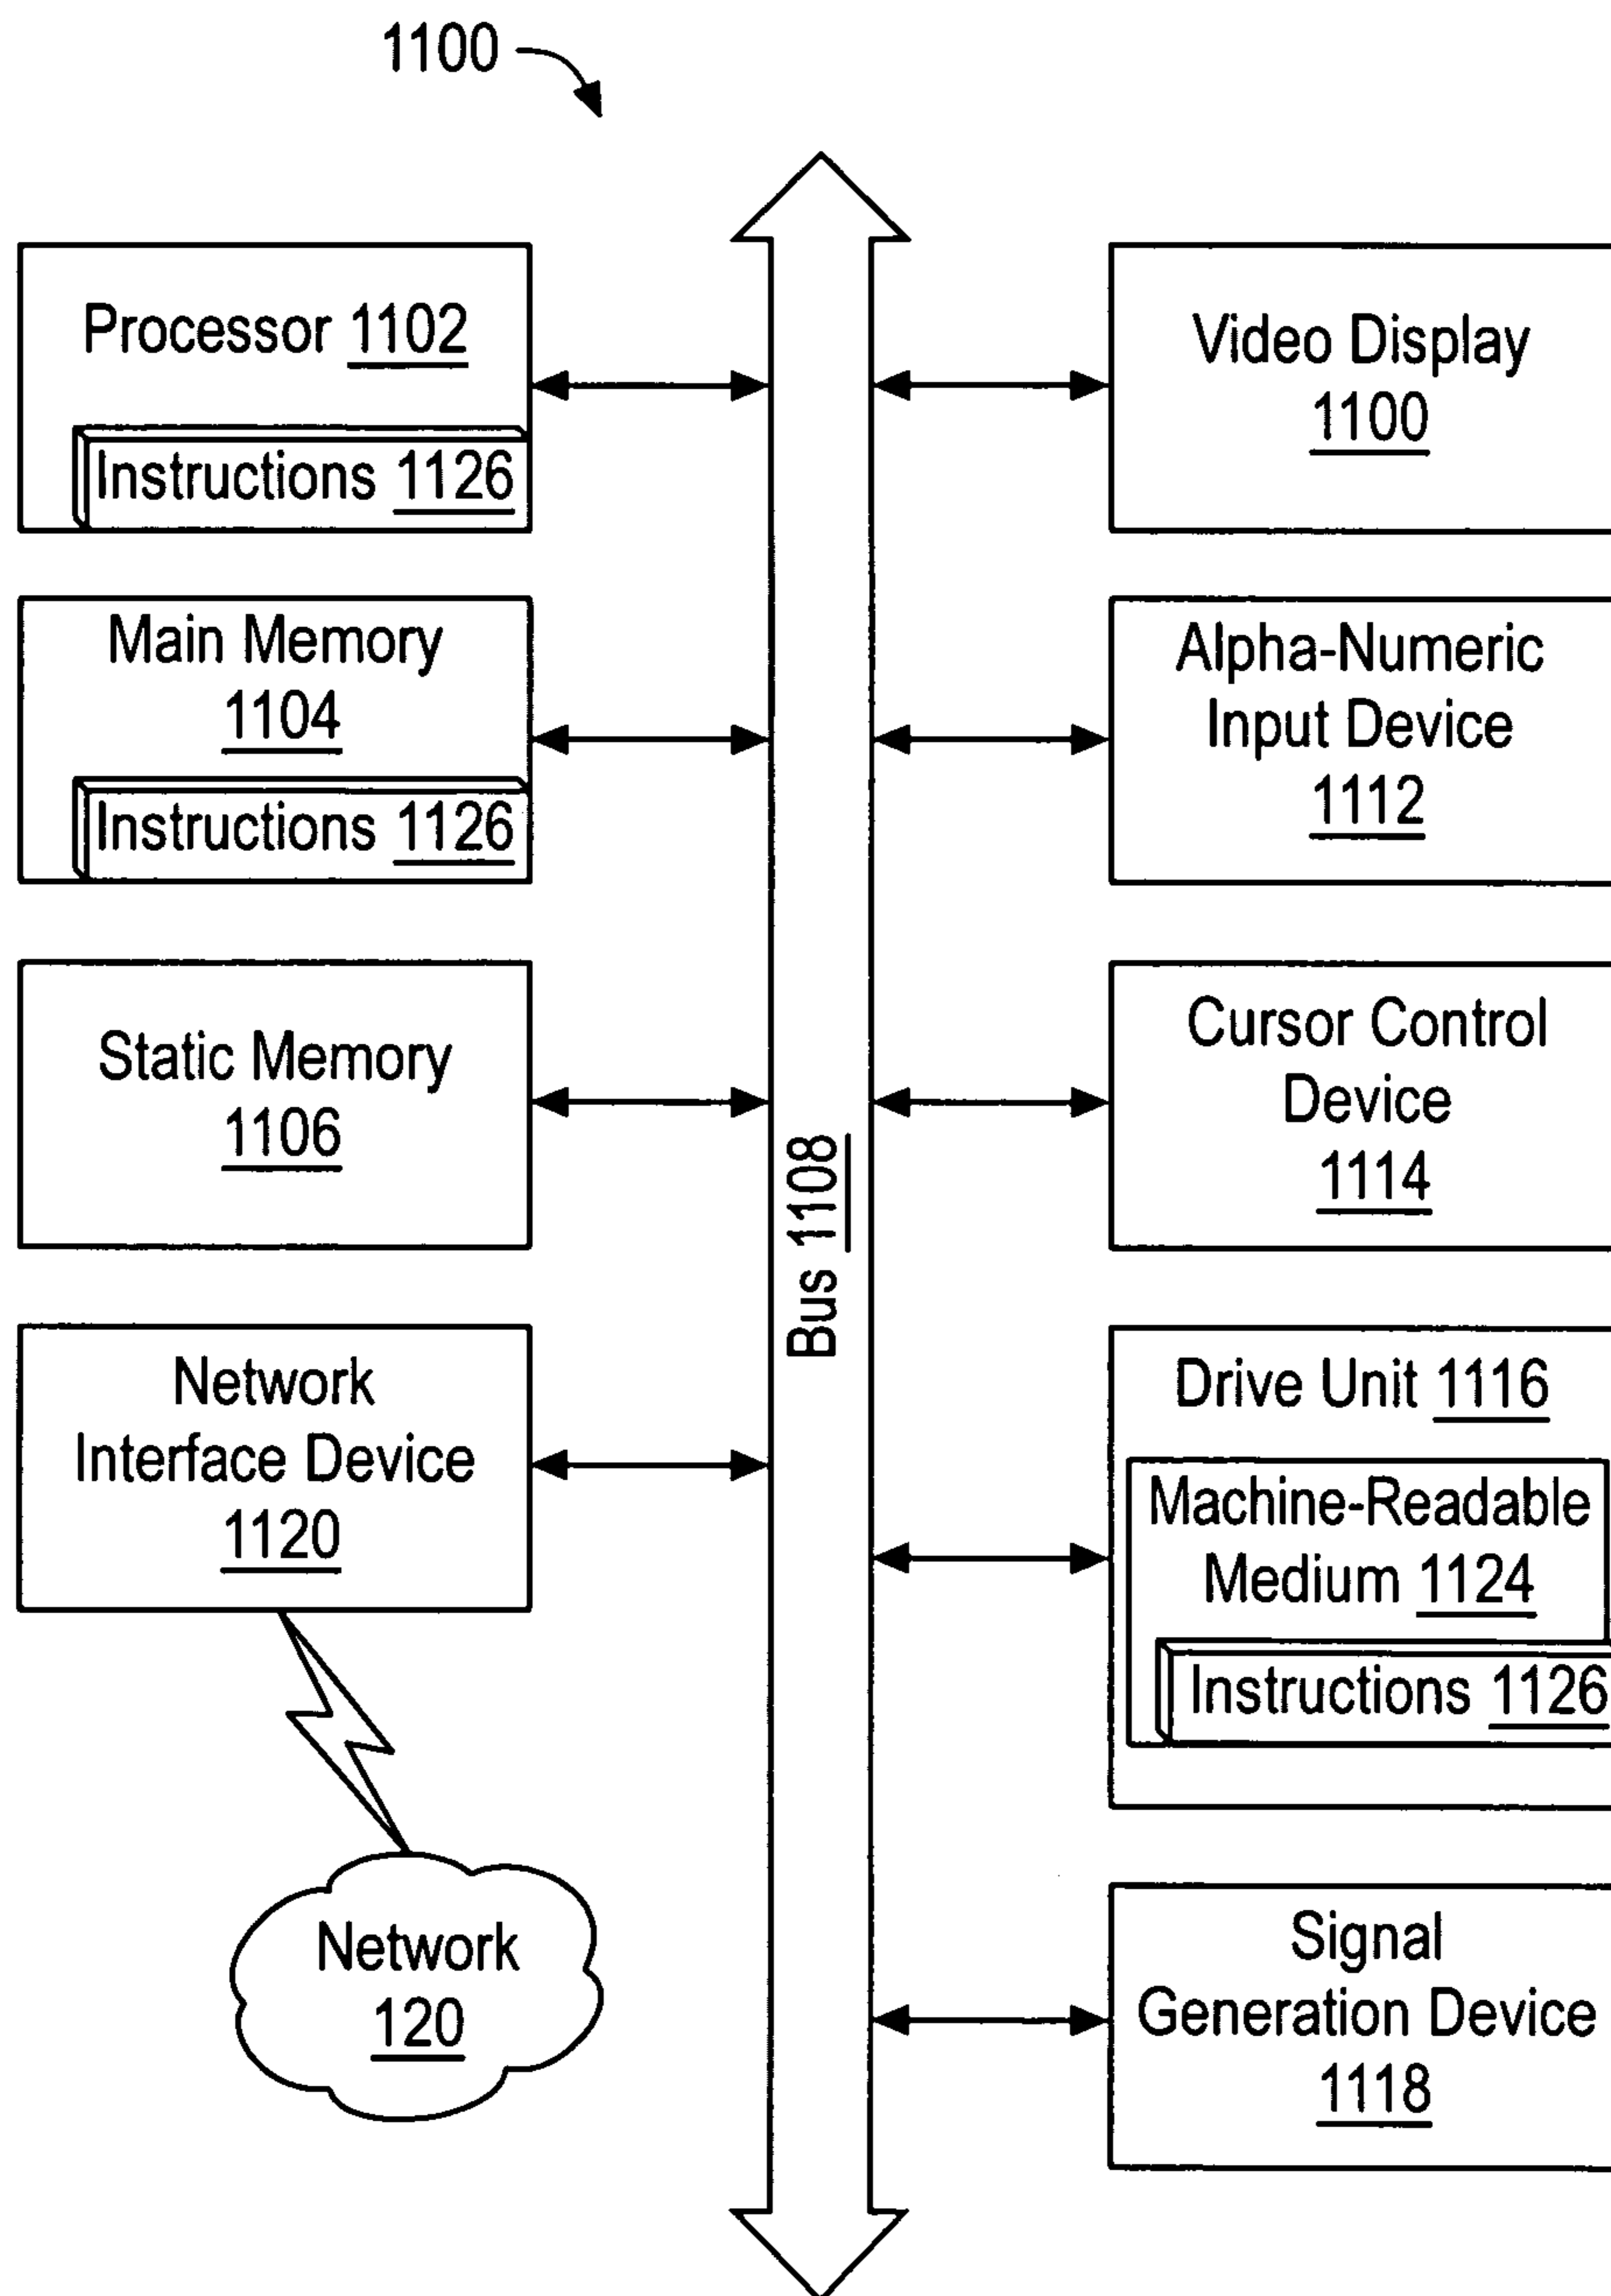 1100
Processor 1102
Instructions 1126
Main Memory
1104
Instructions 1126
Static Memory
1106
Network
Interface Device
1120
Network
120
Bus 1108
Video Display
1100
Alpha-Numeric
Input Device
1112
Cursor Control
Device
1114
Drive Unit 1116
Machine-Readable
Medium 1124
Instructions 1126
Signal
Generation Device
1118